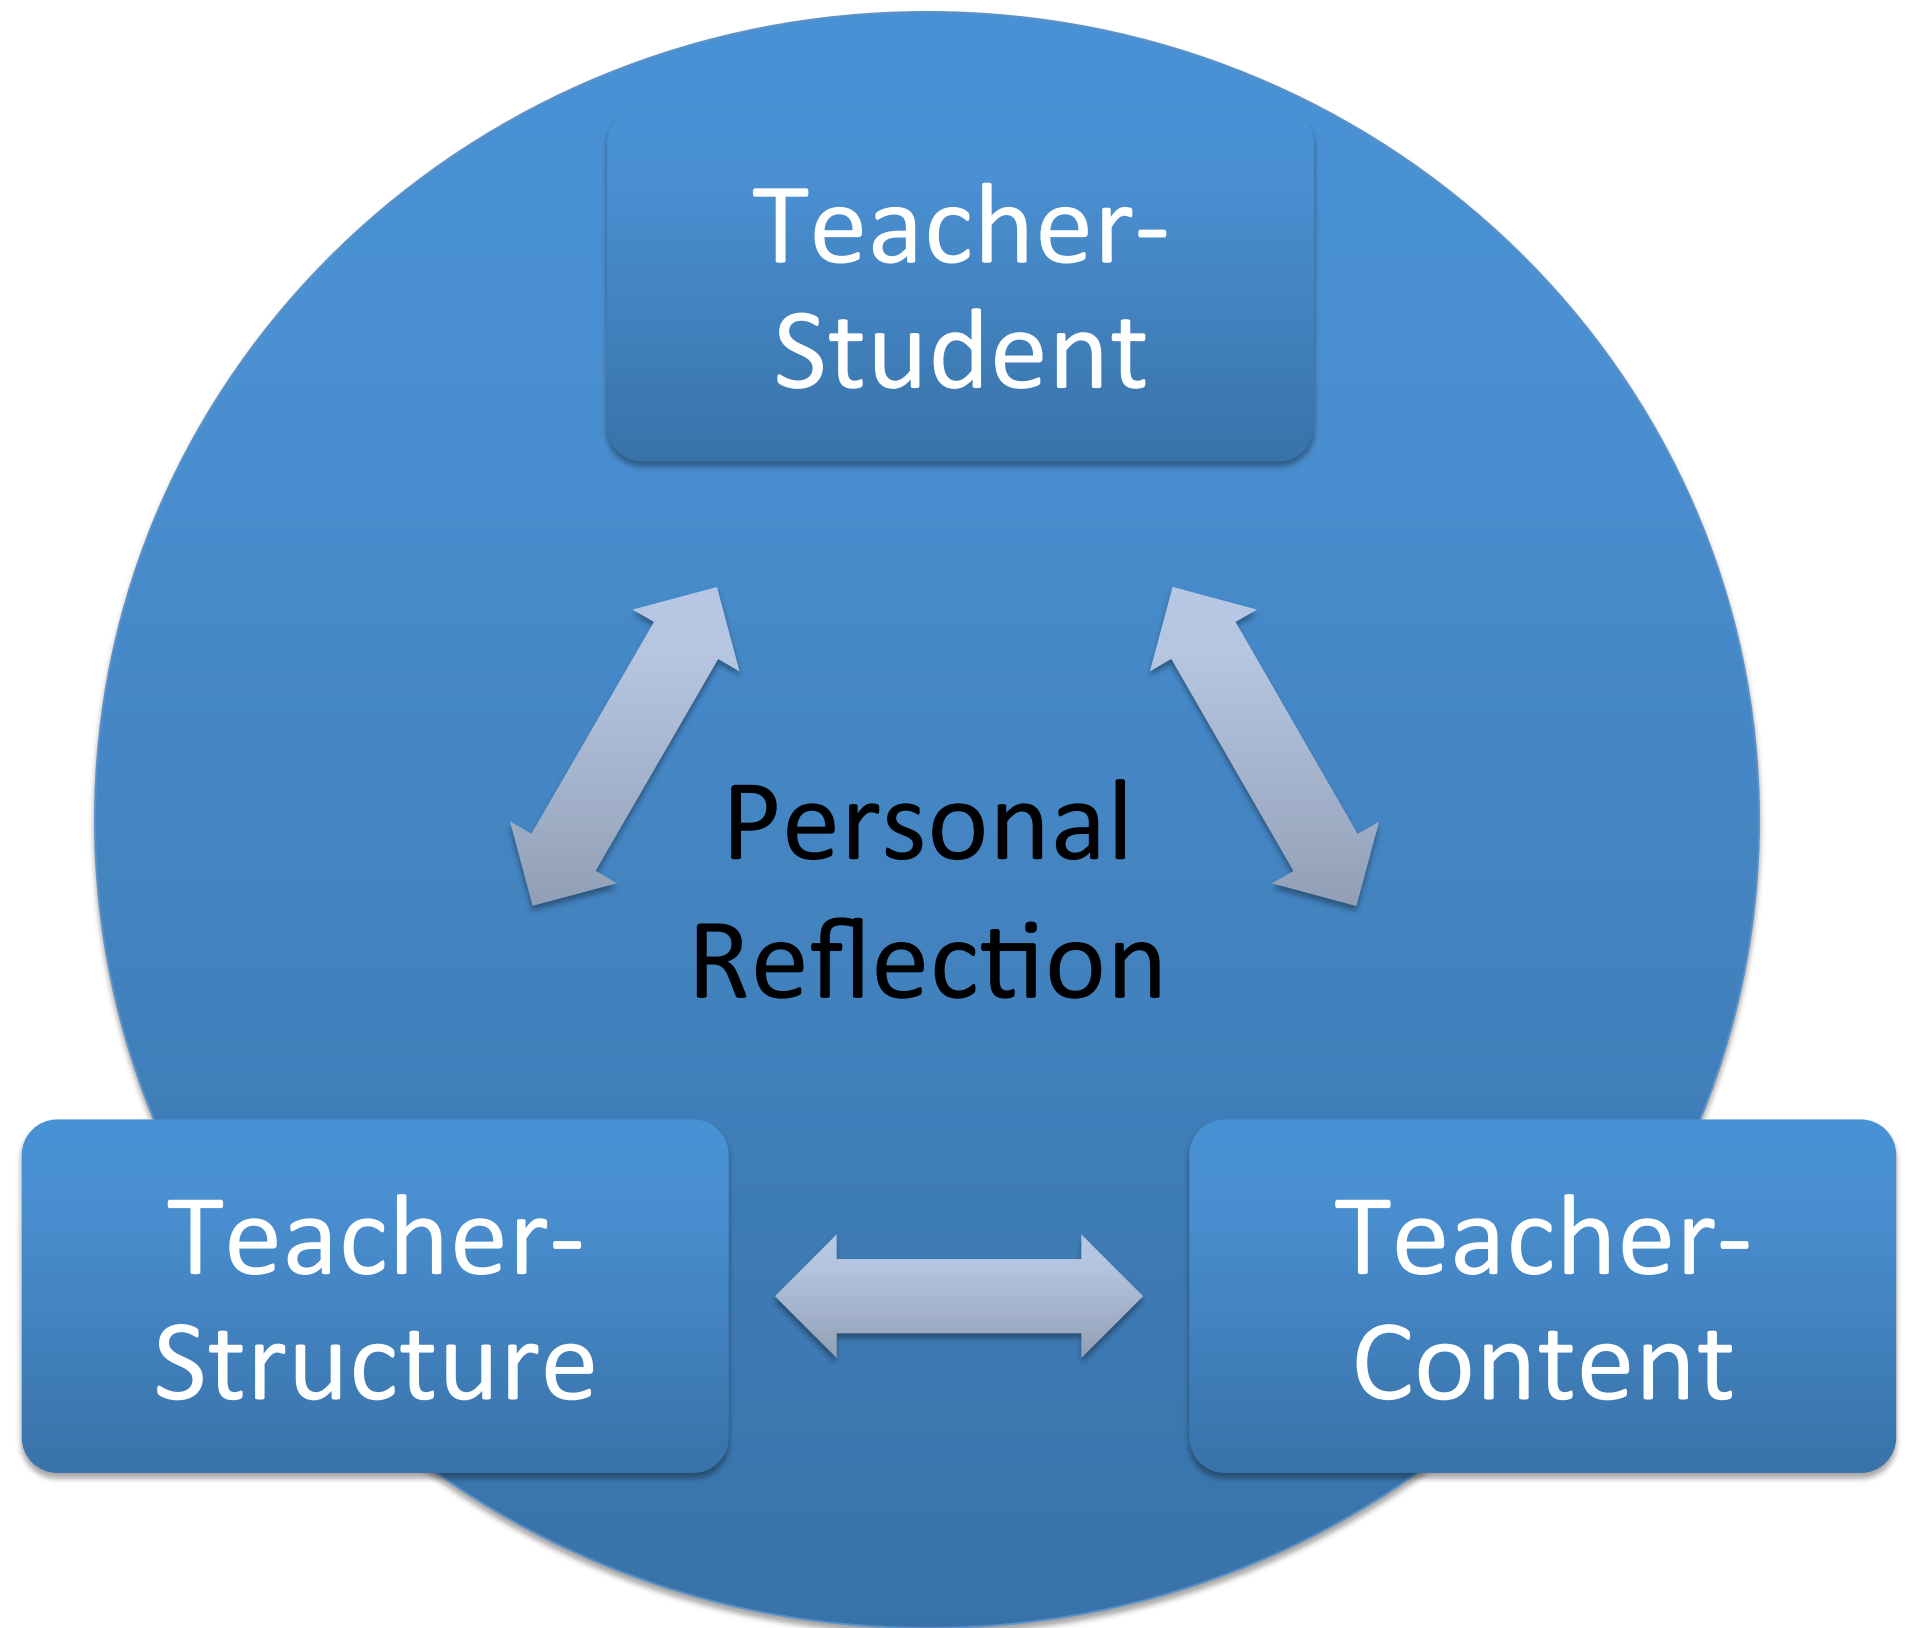 Teacher-
Student
Personal
Reflection
Teacher-
Structure
Teacher-
Content